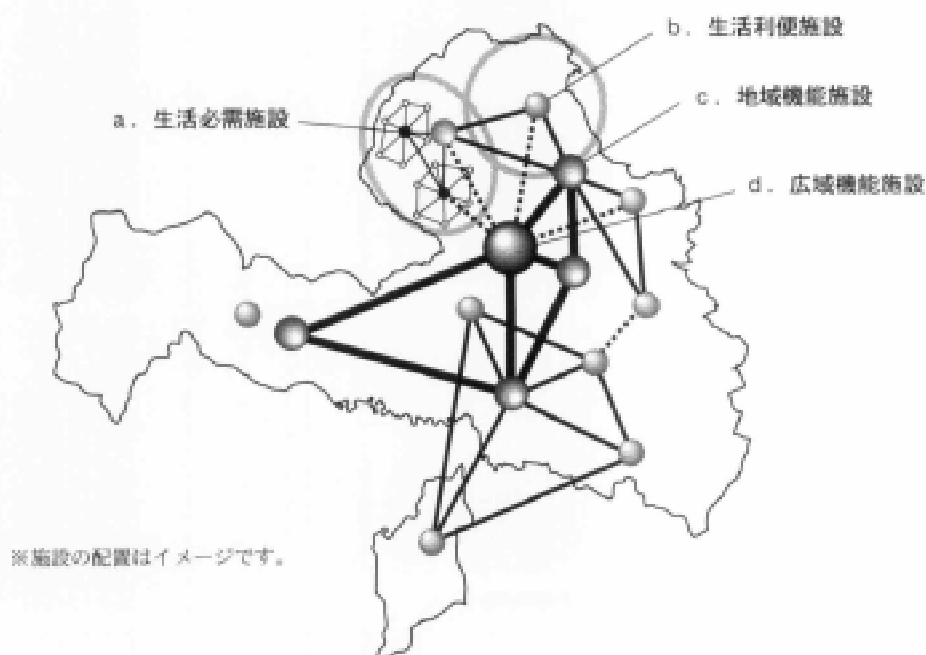 b．生活利便施設
c．地域機能施設
a．生活必需施設
d．広域機能施設
※施設の配置はイメージです。